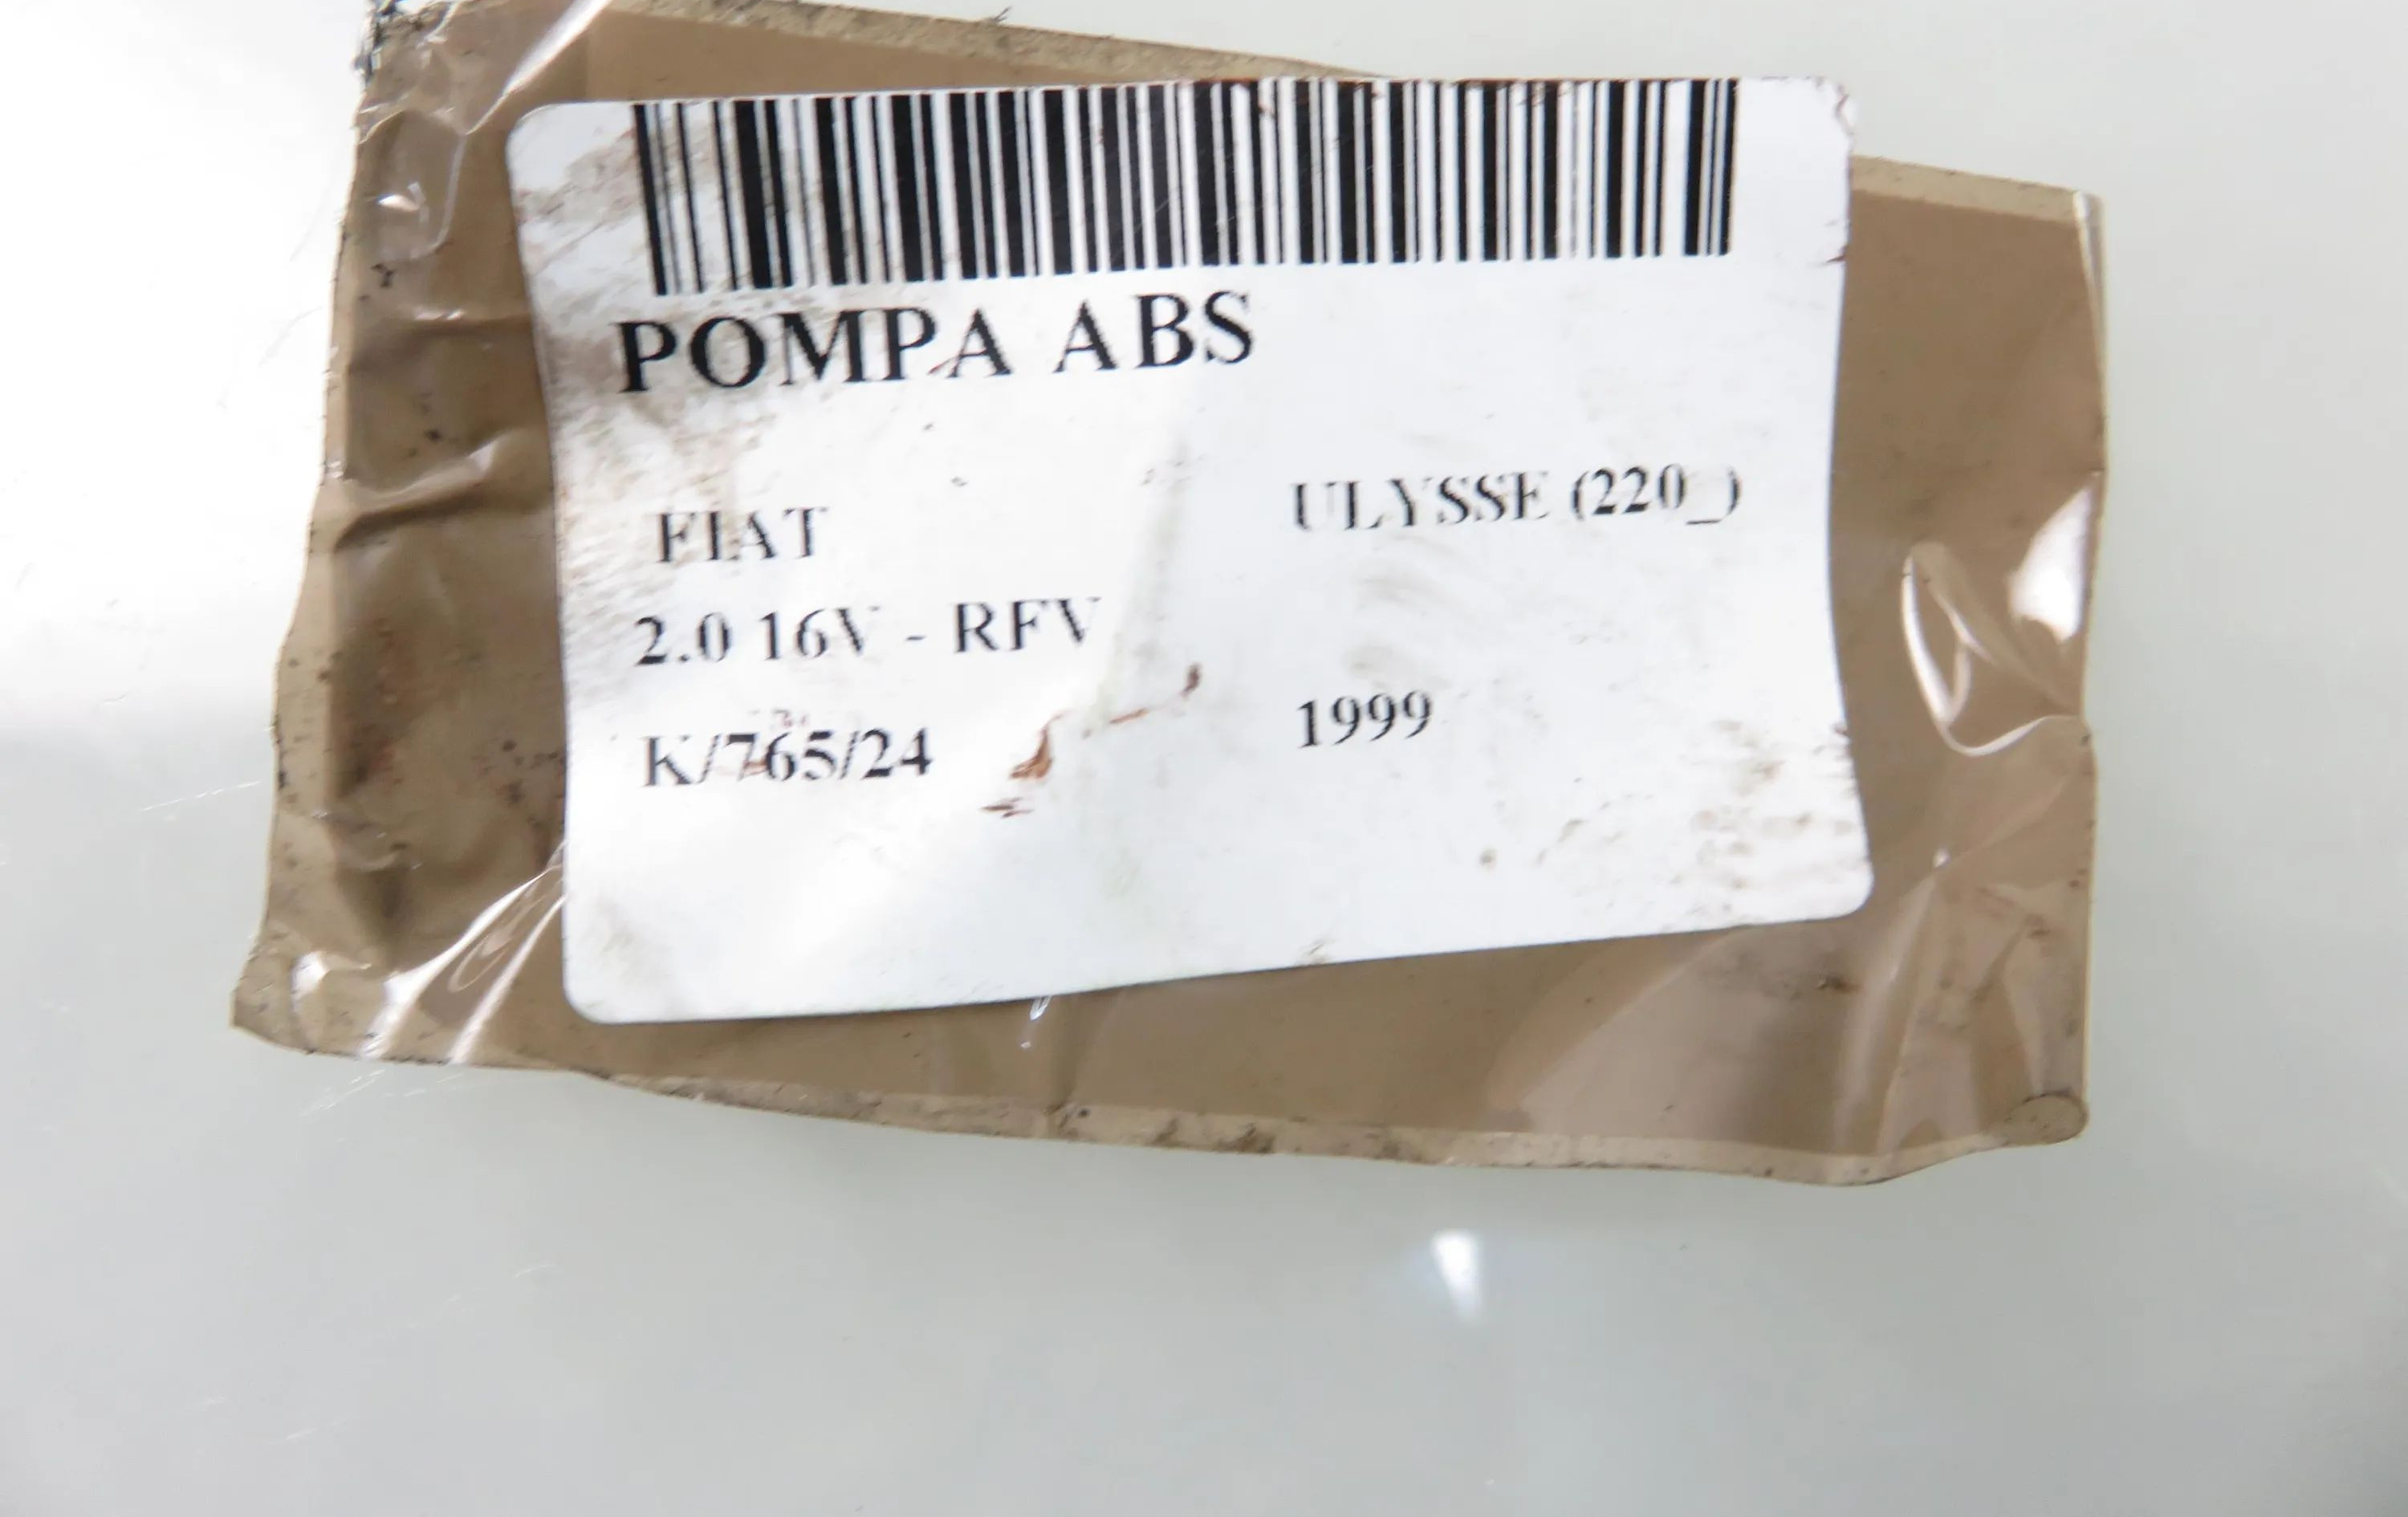 POMPA ABS
FIAT ULYSSE (220_)
2.0 16V - RFV
K/765/24 1999